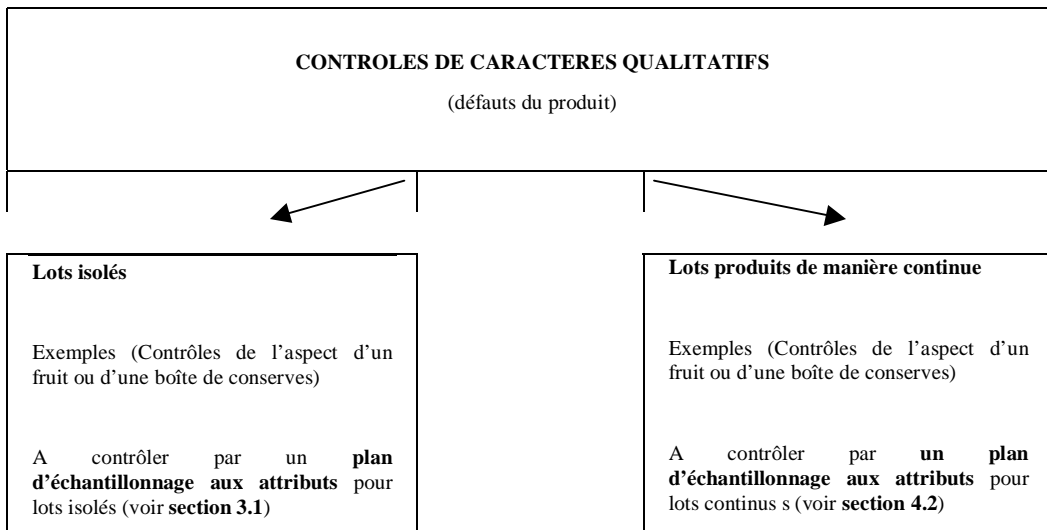 CONTROLES DE CARACTERES QUALITATIFS
(défauts du produit)
Lots isolés
Exemples (Contrôles de l’aspect d’un
fruit ou d’une boîte de conserves)
A contrôler par un plan
d’échantillonnage aux attributs pour
lots isolés (voir section 3.1)
Lots produits de manière continue
Exemples (Contrôles de l’aspect d’un
fruit ou d’une boîte de conserves)
A contrôler par un plan
d’échantillonnage aux attributs pour
lots continus s (voir section 4.2)